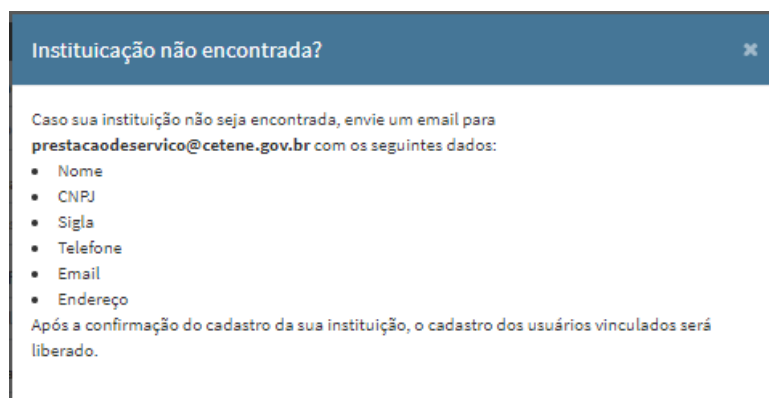 Instituicação não encontrada?
Caso sua instituição não seja encontrada, envie um email para
prestacaodeservico@cetene.gov.br com os seguintes dados:
• Nome
• CNPJ
• Sigla
• Telefone
• Email
• Endereço
Após a confirmação do cadastro da sua instituição, o cadastro dos usuários vinculados será
liberado.